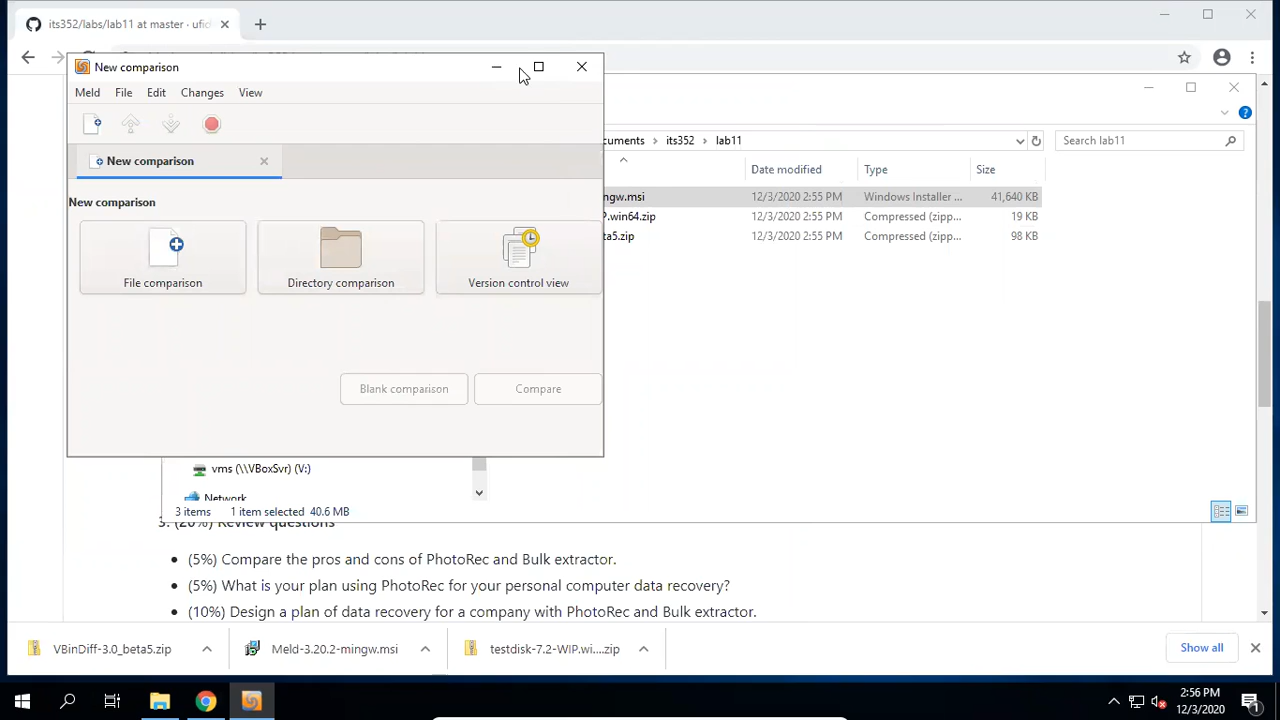 its352/labs/lab11 at master · ufid
New comparison
Meld File Edit Changes View
New comparison
New comparison
File comparison
Directory comparison
Version control view
Blank comparison
Compare
cuments > its352 > lab11
Search lab11
Date modified
Type
Size
ngw.msi 12/3/2020 2:55 PM Windows Installer ... 41,640 KB
P.win64.zip 12/3/2020 2:55 PM Compressed (zipp... 19 KB
ta5.zip 12/3/2020 2:55 PM Compressed (zipp... 98 KB
vms (\\VBoxSvr) (V:)
Network
3 items 1 item selected 40.6 MB
3. (20%) Review questions
• (5%) Compare the pros and cons of PhotoRec and Bulk extractor.
• (5%) What is your plan using PhotoRec for your personal computer data recovery?
• (10%) Design a plan of data recovery for a company with PhotoRec and Bulk extractor.
VBinDiff-3.0_beta5.zip
Meld-3.20.2-mingw.msi
testdisk-7.2-WIP.wi....zip
Show all
2:56 PM
12/3/2020
1